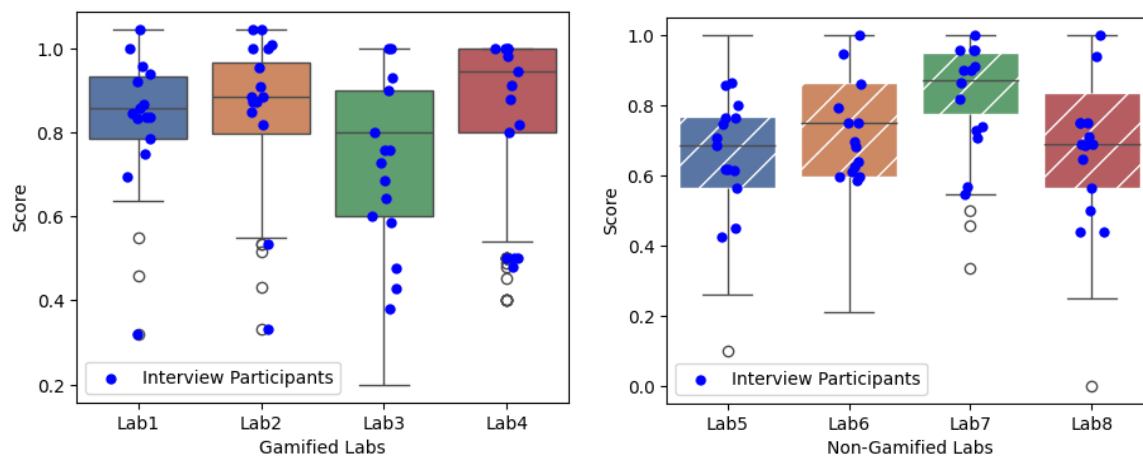 Score
1.0
0.8
0.6
0.4
0.2
Interview Participants
Lab1 Lab2 Lab3 Lab4
Gamified Labs
Score
1.0
0.8
0.6
0.4
0.2
0.0
Interview Participants
Lab5 Lab6 Lab7 Lab8
Non-Gamified Labs